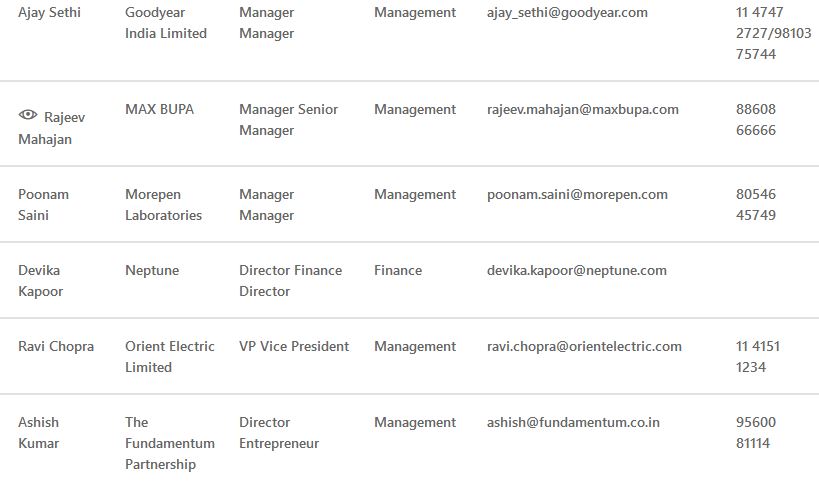 Ajay Sethi Goodyear Manager Management ajay_sethi@goodyear.com 11 4747
India Limited Manager 2727/98103
75744
Rajeev MAX BUPA Manager Senior Management rajeev.mahajan@maxbupa.com 88608
Mahajan Manager 66666
Poonam Morepen Manager Management poonam.saini@morepen.com 80546
Saini Laboratories Manager 45749
Devika Neptune Director Finance Finance devika.kapoor@neptune.com
Kapoor Director
Ravi Chopra Orient Electric VP Vice President Management ravi.chopra@orientelectric.com 11 4151
Limited 1234
Ashish The Director Management ashish@fundamentum.co.in 95600
Kumar Fundamentum Entrepreneur 81114
Partnership